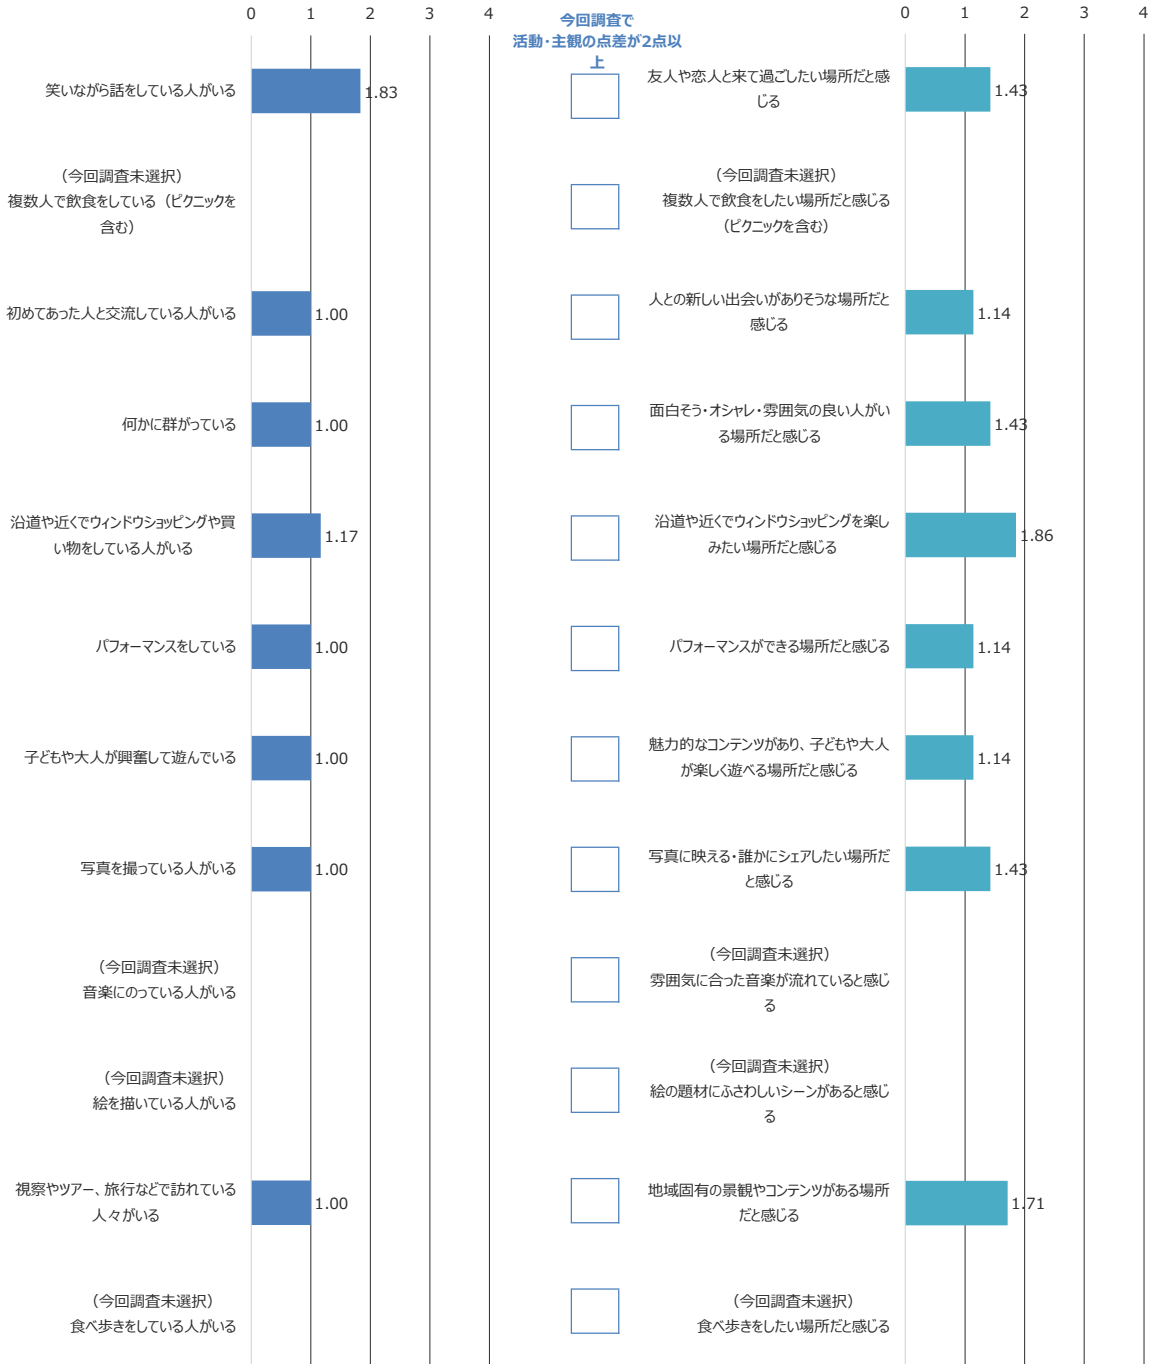 0 1 2 3 4
今回調査で
活動・主観の点差が2点以
上
0 1 2 3 4
笑いながら話をしている人がいる
1.83
友人や恋人と来て過ごしたい場所だと感
じる
1.43
（今回調査未選択）
複数人で飲食をしている（ピクニックを
含む）
（今回調査未選択）
複数人で飲食をしたい場所だと感じる
（ピクニックを含む）
初めてあった人と交流している人がいる
1.00
人との新しい出会いがありそうな場所だと
感じる
1.14
何かに群がっている
1.00
面白そう・オシャレ・雰囲気の良い人がい
る場所だと感じる
1.43
沿道や近くでウィンドウショッピングや買
い物をしている人がいる
1.17
沿道や近くでウィンドウショッピングを楽し
みたい場所だと感じる
1.86
パフォーマンスをしている
1.00
パフォーマンスができる場所だと感じる
1.14
子どもや大人が興奮して遊んでいる
1.00
魅力的なコンテンツがあり、子どもや大人
が楽しく遊べる場所だと感じる
1.14
写真を撮っている人がいる
1.00
写真に映える・誰かにシェアしたい場所だ
と感じる
1.43
（今回調査未選択）
音楽にのっている人がいる
（今回調査未選択）
雰囲気に合った音楽が流れていると感じ
る
（今回調査未選択）
絵を描いている人がいる
（今回調査未選択）
絵の題材にふさわしいシーンがあると感じ
る
視察やツアー、旅行などで訪れている
人々がいる
1.00
地域固有の景観やコンテンツがある場所
だと感じる
1.71
（今回調査未選択）
食べ歩きをしている人がいる
（今回調査未選択）
食べ歩きをしたい場所だと感じる